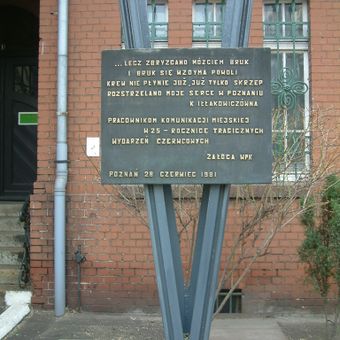 ...LECZ ZBRYZGANO MÓZGIEM BRUK
I BRUK SIĘ WZDYMA POWOLI
KREW NIE PŁYNIE JUŻ, JUŻ TYLKO SKRZEP
ROZSTRZELANO MOJE SERCE W POZNANIU
K IŁŁAKOWICZÓWNA
PRACOWNIKOM KOMUNIKACJI MIEJSKIEJ
W 25 - ROCZNICĘ TRAGICZNYCH
WYDARZEŃ CZERWCOWYCH
ZAŁOGA WPK
POZNAŃ 28 CZERWIEC 1981